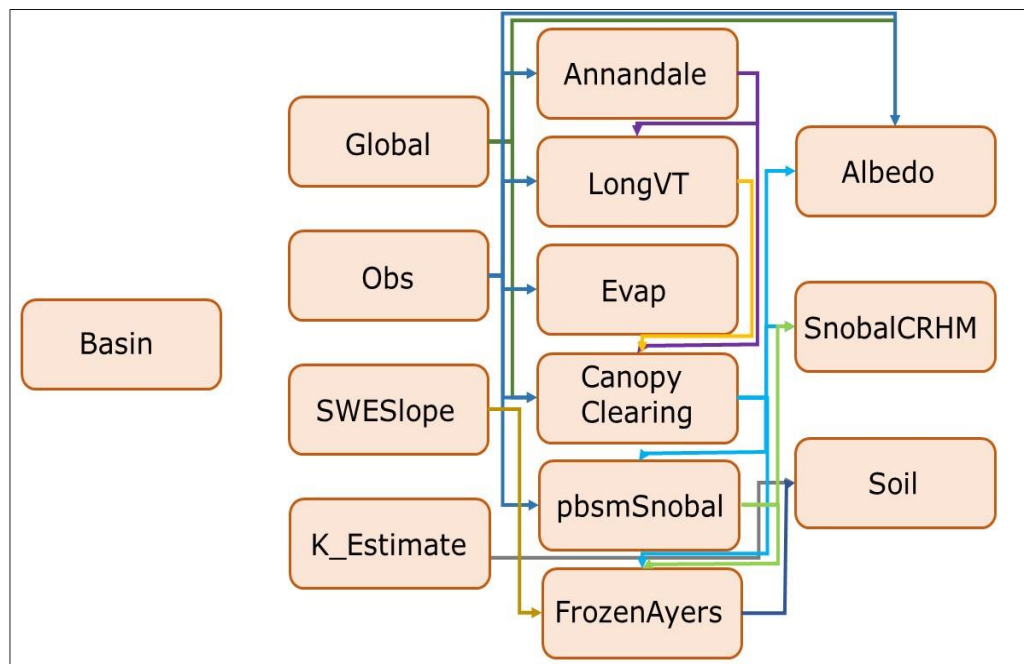 Basin
Global
Obs
SWESlope
K_Estimate
Annandale
LongVT
Evap
Canopy
Clearing
pbsmSnobal
FrozenAyers
Albedo
SnobalCRHM
Soil